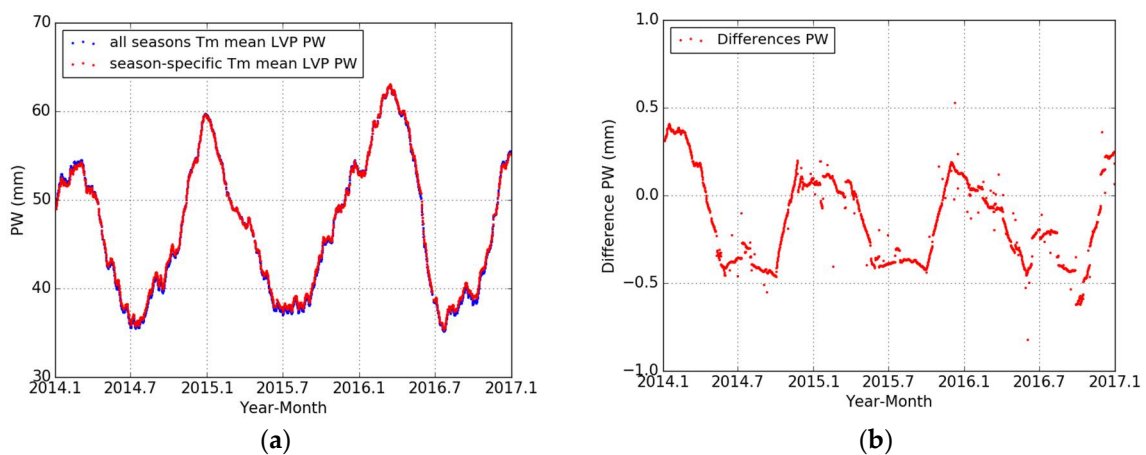 70
60
50
40
30
PW (mm)
all seasons Tm mean LVP PW
season-specific Tm mean LVP PW
2014.1 2014.7 2015.1 2015.7 2016.1 2016.7 2017.1
Year-Month
(a)
1.0
0.5
0.0
−0.5
−1.0
Difference PW (mm)
Differences PW
2014.1 2014.7 2015.1 2015.7 2016.1 2016.7 2017.1
Year-Month
(b)